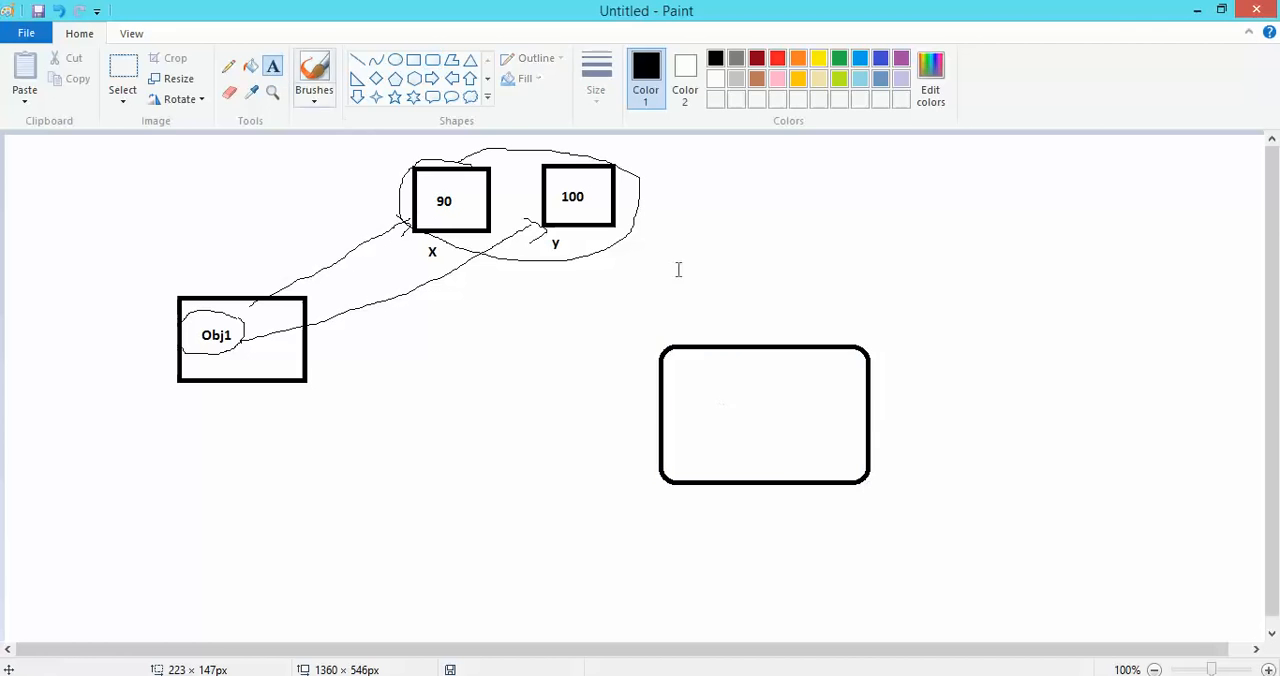 Untitled - Paint
File Home View
Paste
Cut
Copy
Clipboard
Select
Crop
Resize
Rotate
Image
A
Tools
Brushes
Outline
Fill
Shapes
Size
Color 1
Color 2
Edit colors
Colors
90
100
X
y
Obj1
223 × 147px
1360 × 546px
100%